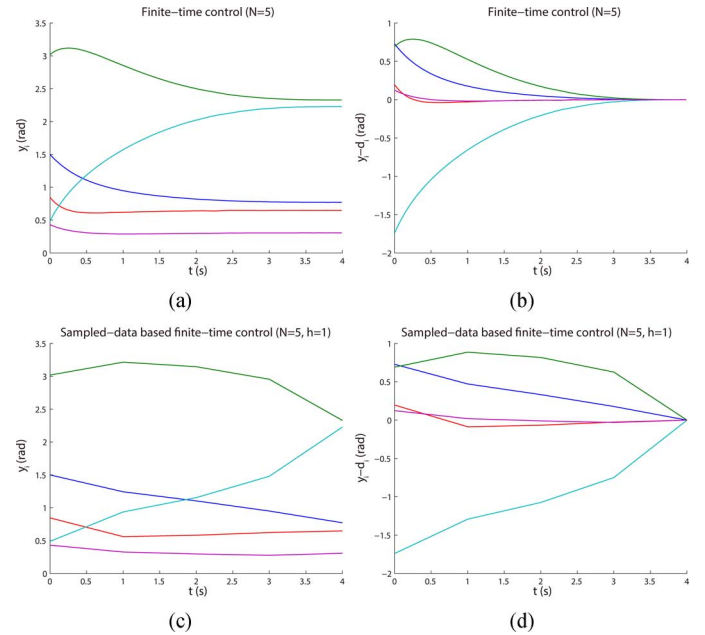 Finite−time control (N=5)
3.5
3
2.5
2
1.5
1
0.5
0
yi (rad)
0 0.5 1 1.5 2 2.5 3 3.5 4
t (s)
(a)
Finite−time control (N=5)
1
0.5
0
−0.5
−1
−1.5
−2
yi−di (rad)
0 0.5 1 1.5 2 2.5 3 3.5 4
t (s)
(b)
Sampled−data based finite−time control (N=5, h=1)
3.5
3
2.5
2
1.5
1
0.5
0
yi (rad)
0 0.5 1 1.5 2 2.5 3 3.5 4
t (s)
(c)
Sampled−data based finite−time control (N=5, h=1)
1
0.5
0
−0.5
−1
−1.5
−2
yi−di (rad)
0 0.5 1 1.5 2 2.5 3 3.5 4
t (s)
(d)